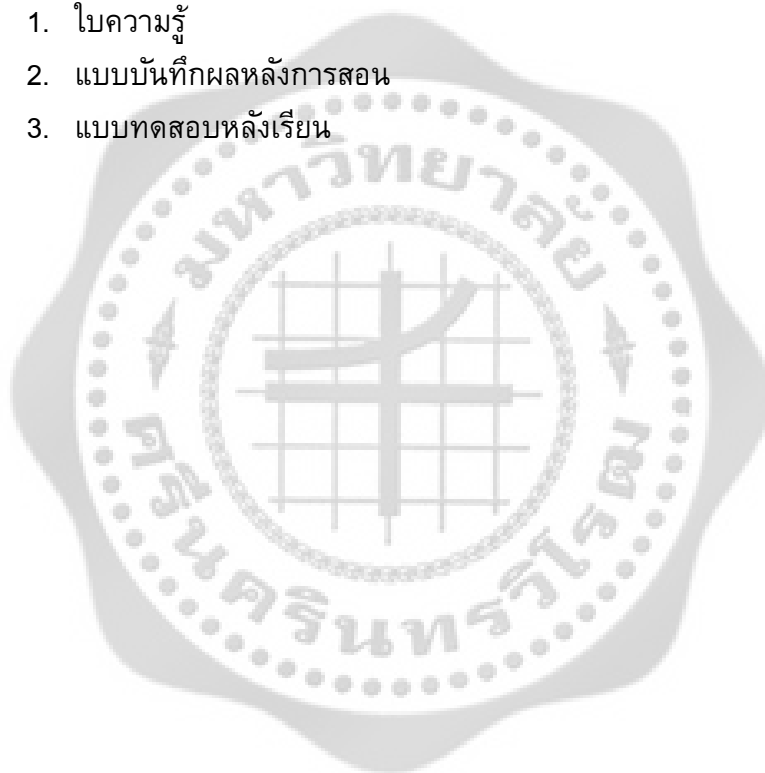 1. ใบความรู้
2. แบบบันทึกผลหลังการสอน
3. แบบทดสอบหลังเรียน
มหาวิทยาลัย
ศรีนครินทรวิโรฒ